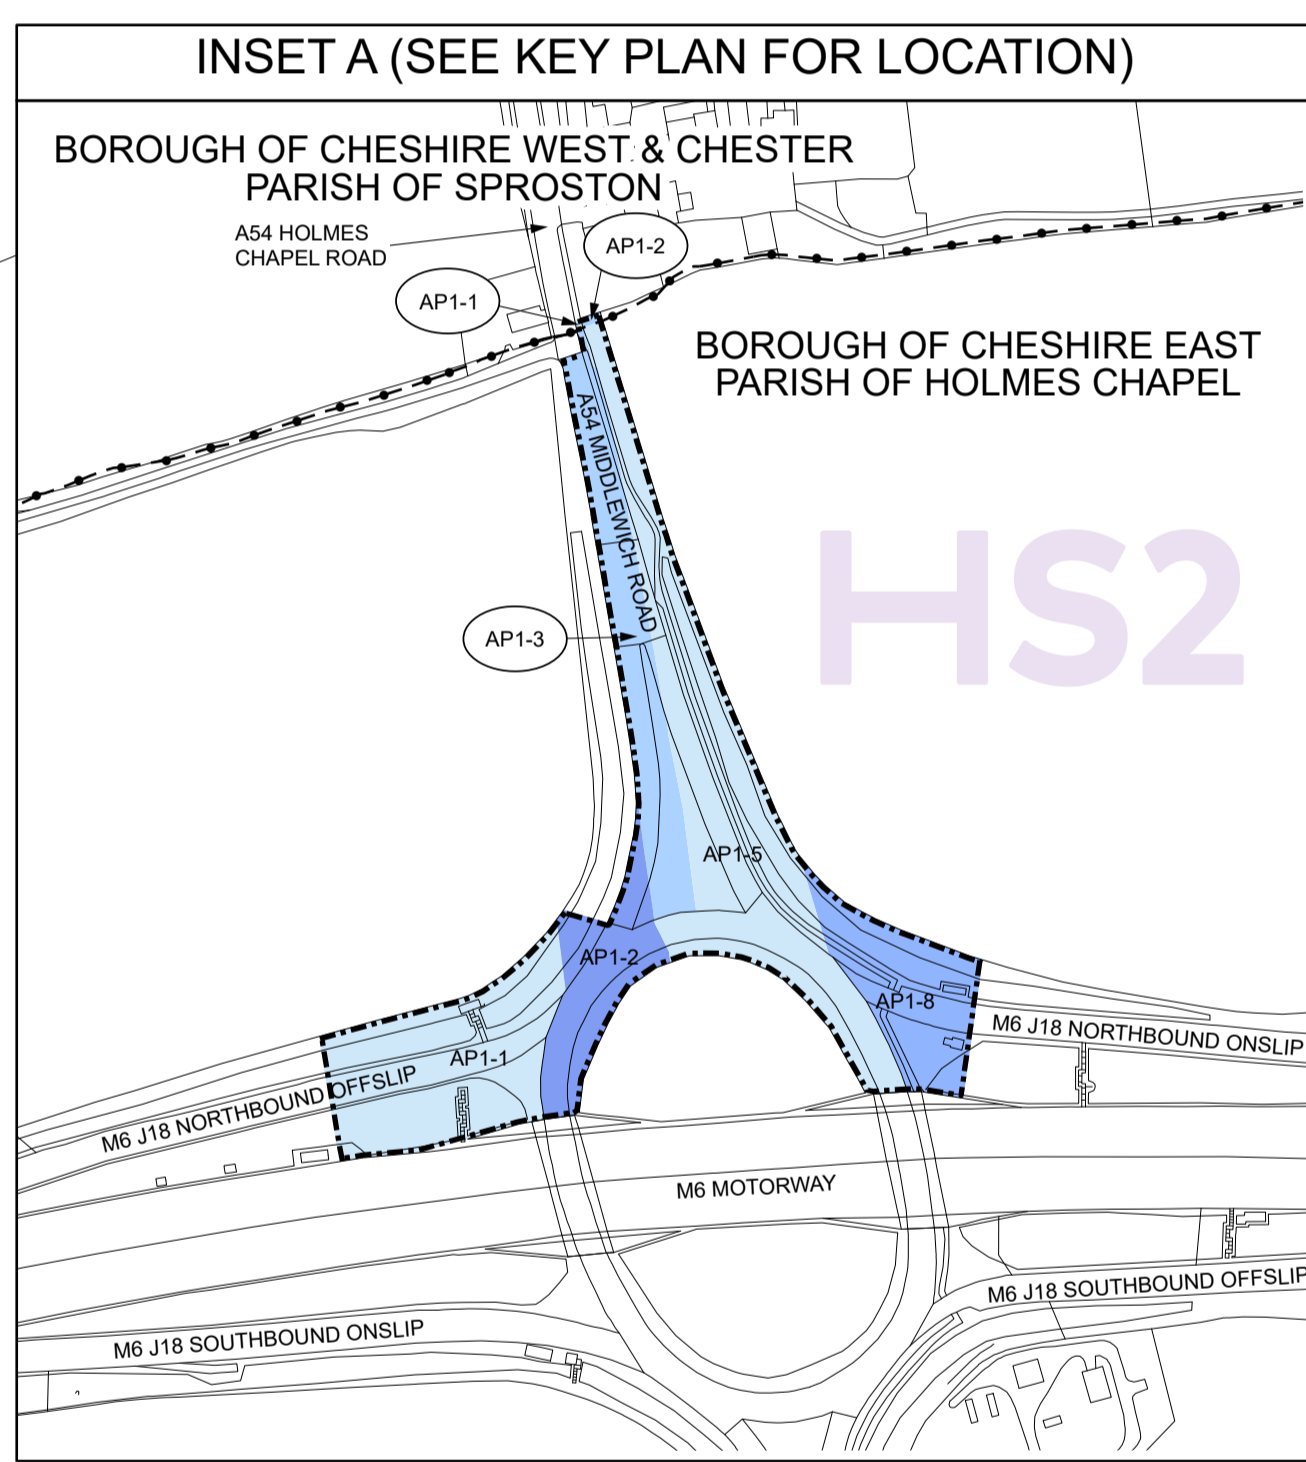 INSET A (SEE KEY PLAN FOR LOCATION)
BOROUGH OF CHESHIRE WEST & CHESTER
PARISH OF SPROSTON
A54 HOLMES
CHAPEL ROAD
AP1-2
AP1-1
BOROUGH OF CHESHIRE EAST
PARISH OF HOLMES CHAPEL
A54 MIDDLEWICH ROAD
HS2
AP1-3
AP1-5
AP1-2
AP1-8
AP1-1
M6 J18 NORTHBOUND ONSLIP
M6 J18 NORTHBOUND OFFSLIP
M6 MOTORWAY
M6 J18 SOUTHBOUND OFFSLIP
M6 J18 SOUTHBOUND ONSLIP